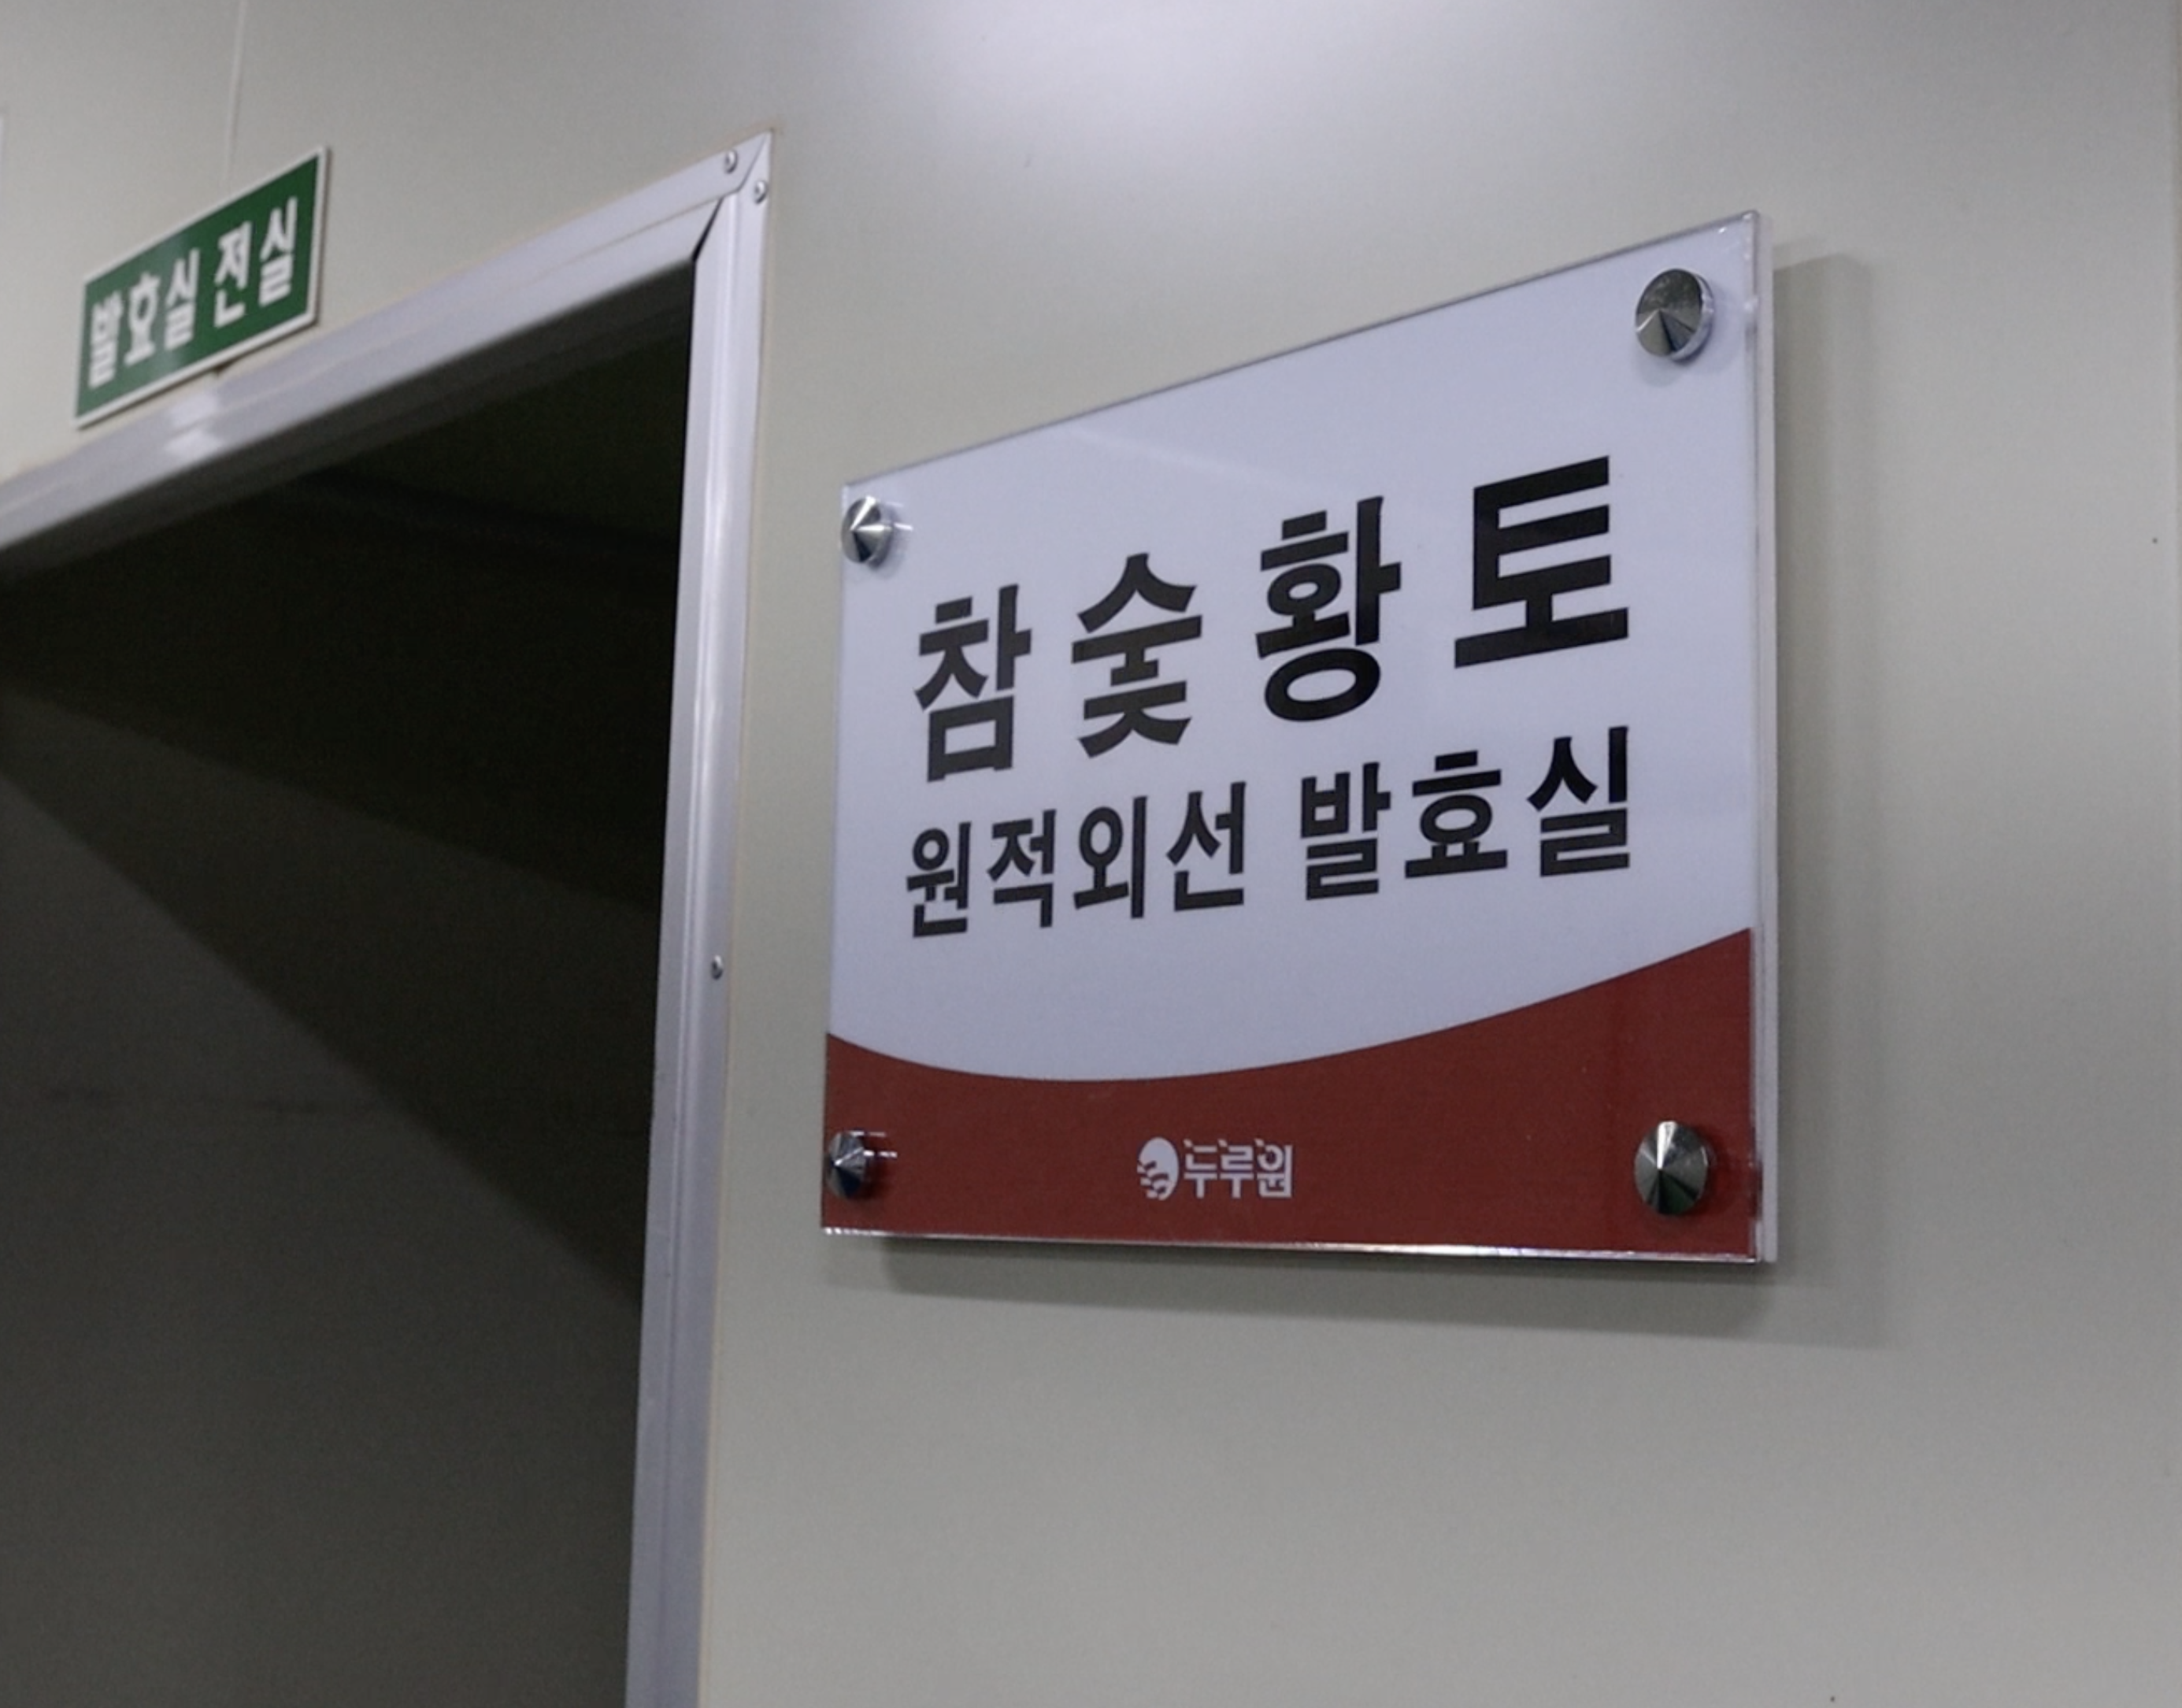 발효실 전실
참숯황토
원적외선 발효실
누루원